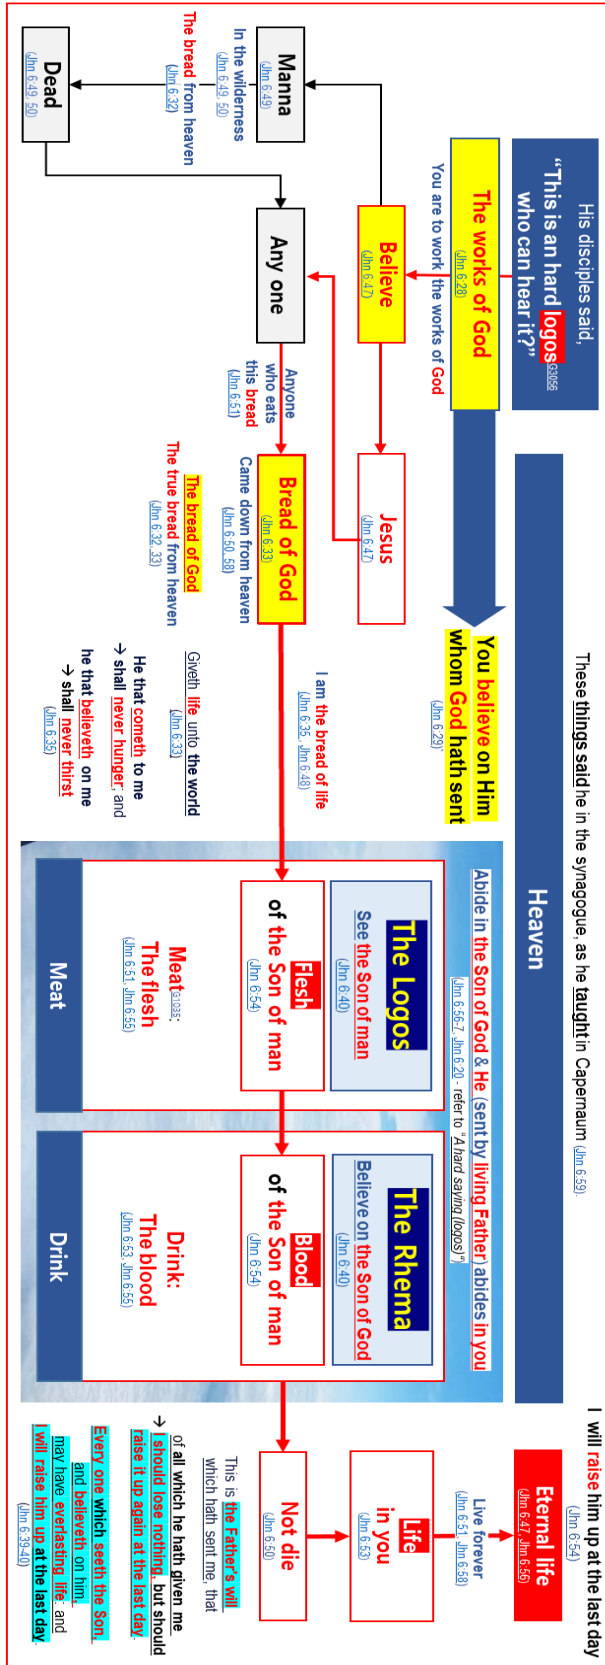 These things said he in the synagogue, as he taught in Capernaum (Jhn 6:59).
I will raise him up at the last day
(Jhn 6:54)
His disciples said,
“This is an hard logosG3056
who can hear it?”
Heaven
Eternal life
(Jhn 6:47, Jhn 6:56)
The works of God
(Jhn 6:28)
You are to work the works of God
You believe on Him
whom God hath sent
(Jhn 6:29)
Abide in the Son of God & He (sent by living Father) abides in you
(Jhn 6:56-7, Jhn 6:20 - refer to “A hard saying (logos)”)
Live forever
(Jhn 6:51, Jhn 6:58)
Believe
(Jhn 6:47)
Jesus
(Jhn 6:47)
The Logos
(Jhn 6:40)
See the Son of man
The Rhema
(Jhn 6:40)
Believe on the Son of God
Life
in you
(Jhn 6:53)
Manna
(Jhn 6:49)
In the wilderness
(Jhn 6:49, 50)
The bread from heaven
(Jhn 6:32)
Dead
(Jhn 6:49, 50)
Any one
Anyone
who eats
this bread
(Jhn 6:51)
Bread of God
(Jhn 6:33)
Came down from heaven
(Jhn 6:50, 58)
The bread of God
The true bread from heaven
(Jhn 6:32, 33)
I am the bread of life
(Jhn 6:35, Jhn 6:48)
Giveth life unto the world
(Jhn 6:33)
He that cometh to me
→ shall never hunger; and
he that believeth on me
→ shall never thirst
(Jhn 6:35)
Flesh
of the Son of man
(Jhn 6:54)
Blood
of the Son of man
(Jhn 6:54)
Not die
(Jhn 6:50)
MeatG1035:
The flesh
(Jhn 6:51, Jhn 6:55)
Drink:
The blood
(Jhn 6:53, Jhn 6:55)
Meat
Drink
This is the Father's will
which hath sent me, that
of all which he hath given me
→ I should lose nothing, but should
raise it up again at the last day.
Every one which seeth the Son,
and believeth on him,
may have everlasting life: and
I will raise him up at the last day.
(Jhn 6:39-40)